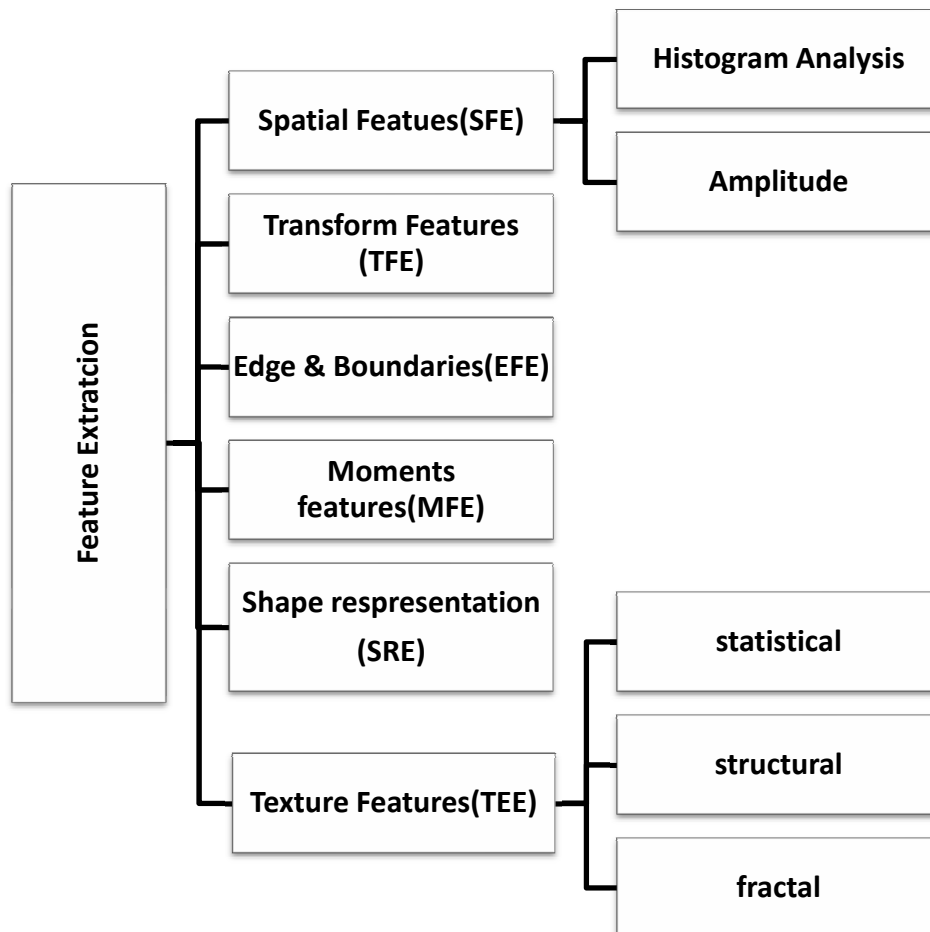 Feature Extratcion
Spatial Featues(SFE)
Histogram Analysis
Amplitude
Transform Features
(TFE)
Edge & Boundaries(EFE)
Moments
features(MFE)
Shape respresentation
(SRE)
Texture Features(TEE)
statistical
structural
fractal